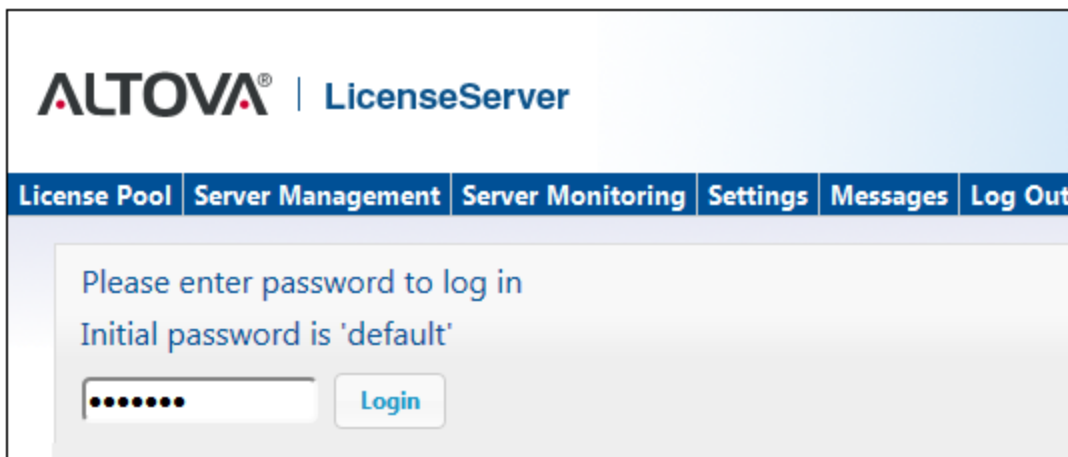 ALTOVA® | LicenseServer
License Pool | Server Management | Server Monitoring | Settings | Messages | Log Out
Please enter password to log in
Initial password is 'default'
••••••• Login